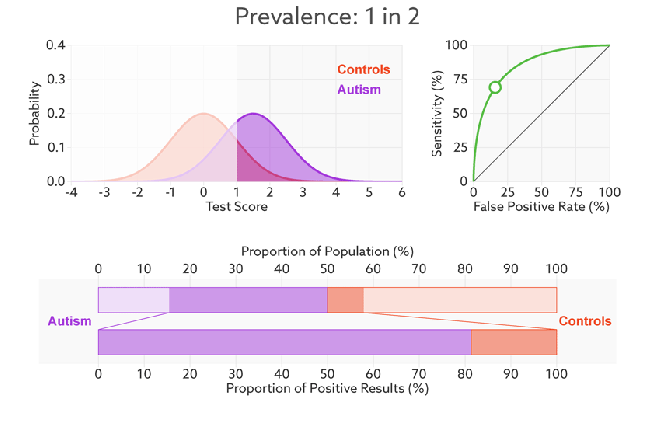 Prevalence: 1 in 2
0.4
0.3
0.2
0.1
0.0
Probability
Controls
Autism
-4 -3 -2 -1 0 1 2 3 4 5 6
Test Score
100
75
50
25
0
Sensitivity (%)
0 25 50 75 100
False Positive Rate (%)
Proportion of Population (%)
0 10 20 30 40 50 60 70 80 90 100
Autism
Controls
0 10 20 30 40 50 60 70 80 90 100
Proportion of Positive Results (%)